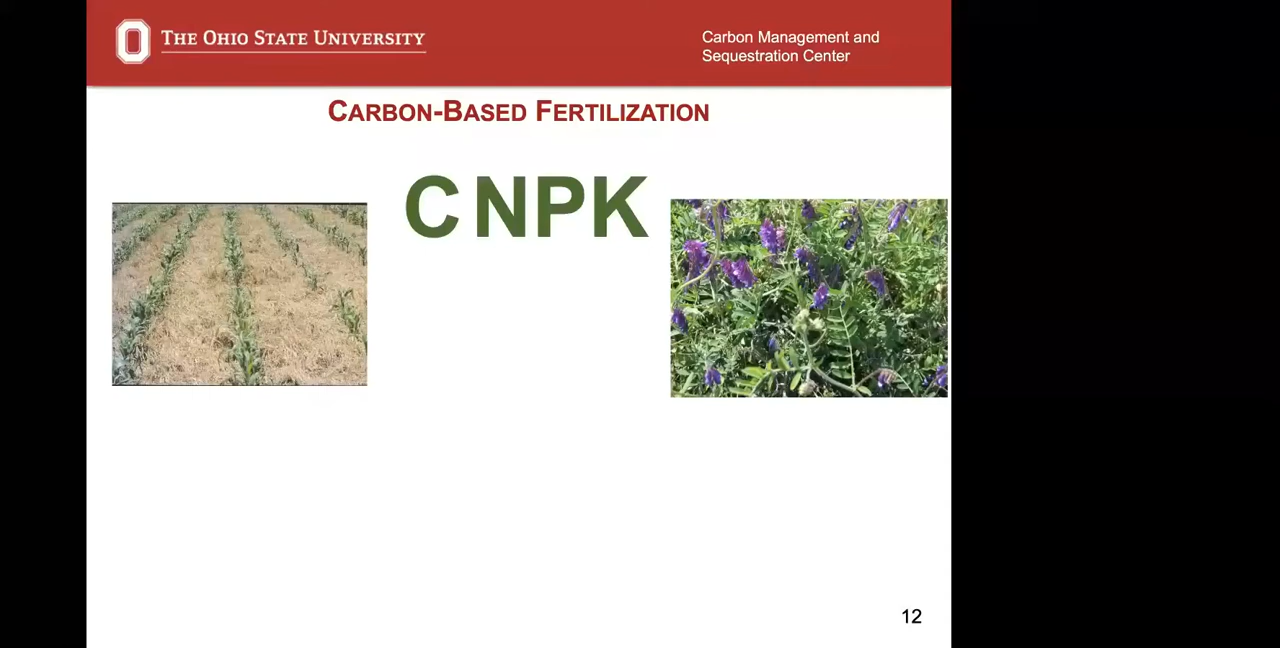 THE OHIO STATE UNIVERSITY
Carbon Management and
Sequestration Center
CARBON-BASED FERTILIZATION
CNPK
12